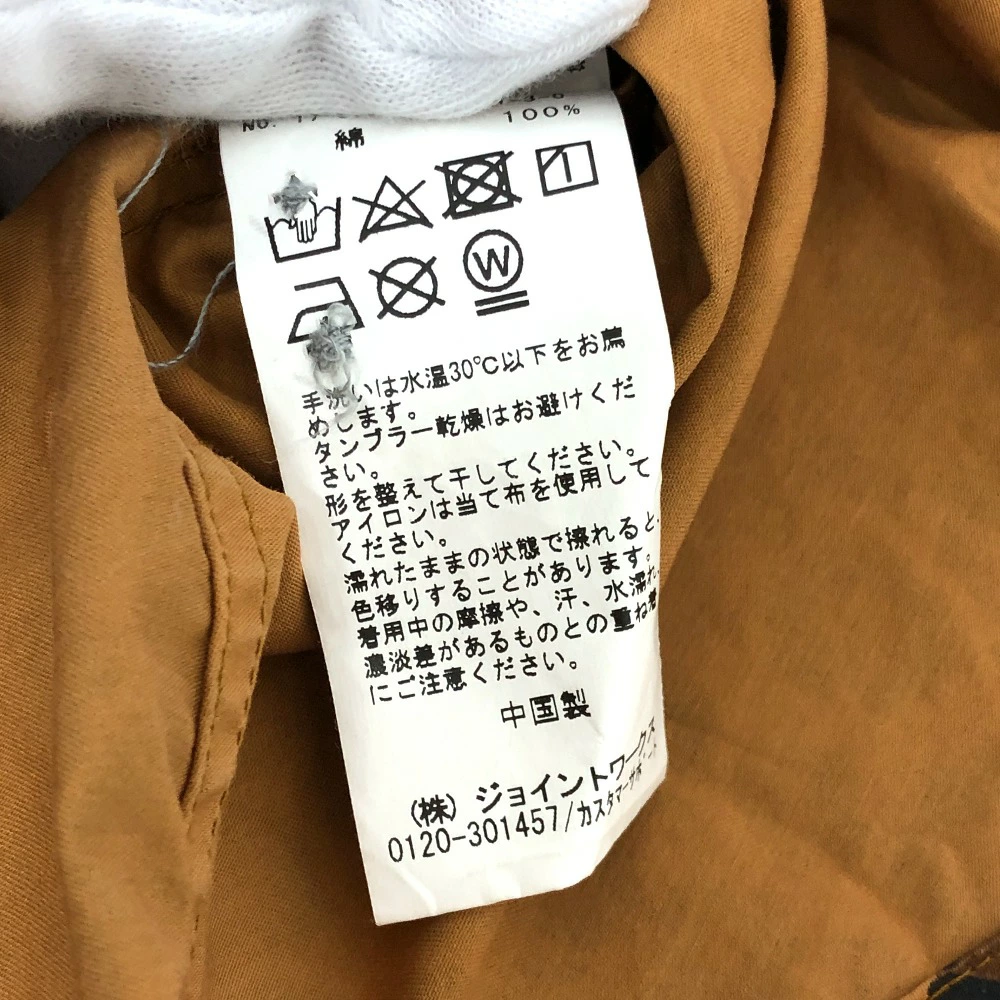 No. 17
綿 100%
手洗いは水温30℃以下をお薦
めします。
タンブラー乾燥はお避けくだ
さい。
形を整えて干してください。
アイロンは当て布を使用して
ください。
濡れたままの状態で擦れると、
色移りすることがあります。
着用中の摩擦や、汗、水濡れ、
濃淡差があるものとの重ね着
にご注意ください。
中国製
(株) ジョイントワークス
0120-301457/カスタマーサポート
W